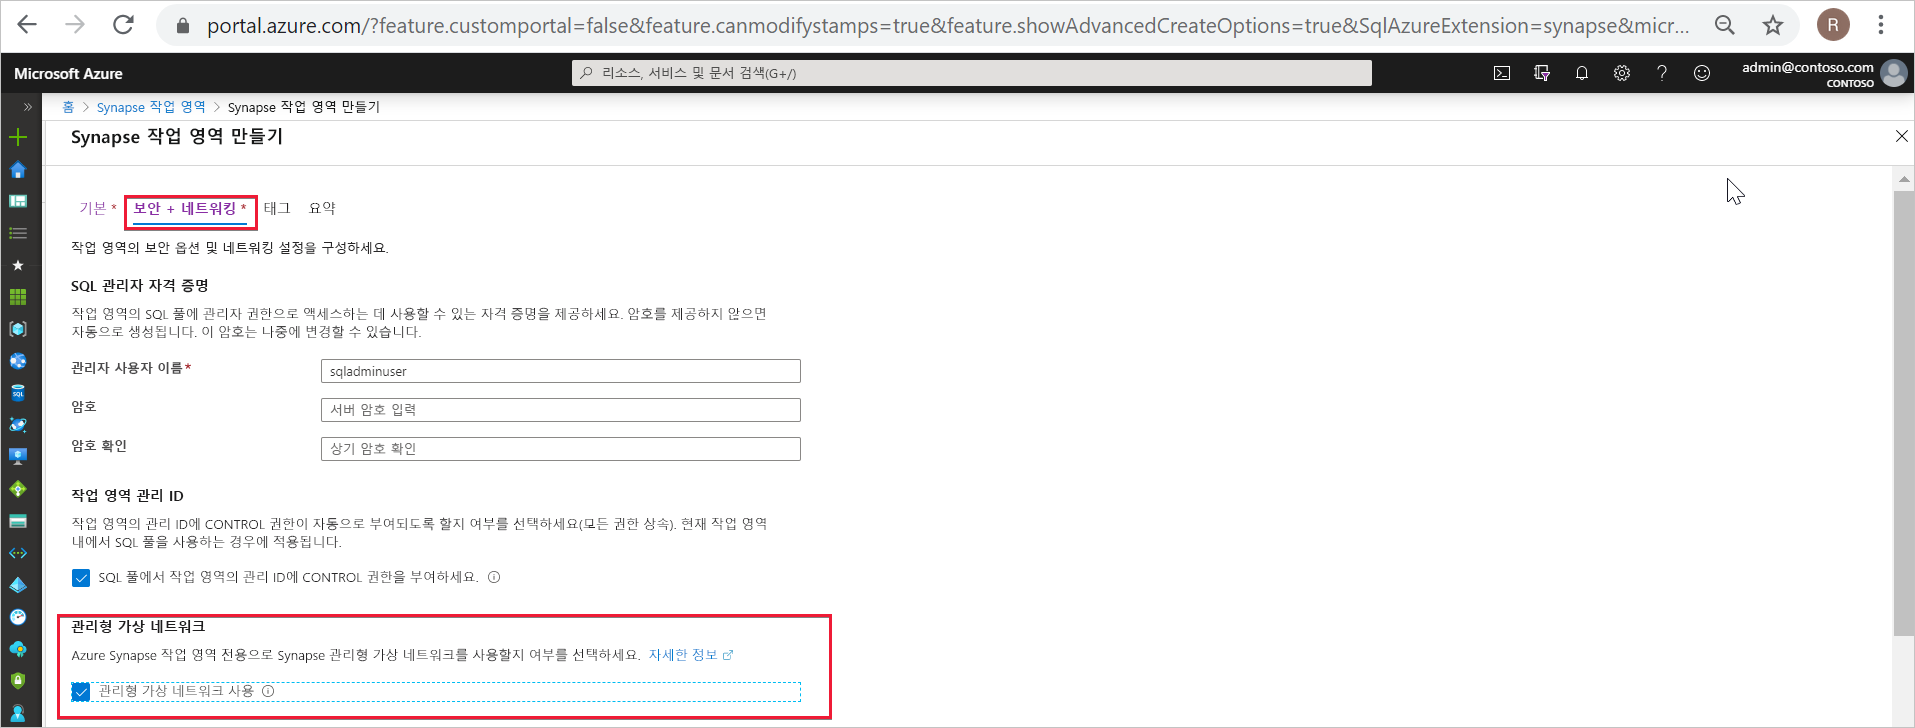 portal.azure.com/?feature.customportal=false&feature.canmodifystamps=true&feature.showAdvancedCreateOptions=true&SqlAzureExtension=synapse&micr...
R
Microsoft Azure
리소스, 서비스 및 문서 검색(G+/)
admin@contoso.com
CONTOSO
홈 > Synapse 작업 영역 > Synapse 작업 영역 만들기
Synapse 작업 영역 만들기
기본 * 보안 + 네트워킹 * 태그 요약
작업 영역의 보안 옵션 및 네트워킹 설정을 구성하세요.
SQL 관리자 자격 증명
작업 영역의 SQL 풀에 관리자 권한으로 액세스하는 데 사용할 수 있는 자격 증명을 제공하세요. 암호를 제공하지 않으면
자동으로 생성됩니다. 이 암호는 나중에 변경할 수 있습니다.
관리자 사용자 이름*
sqladminuser
암호
서버 암호 입력
암호 확인
상기 암호 확인
작업 영역 관리 ID
작업 영역의 관리 ID에 CONTROL 권한이 자동으로 부여되도록 할지 여부를 선택하세요(모든 권한 상속). 현재 작업 영역
내에서 SQL 풀을 사용하는 경우에 적용됩니다.
SQL 풀에서 작업 영역의 관리 ID에 CONTROL 권한을 부여하세요.
관리형 가상 네트워크
Azure Synapse 작업 영역 전용으로 Synapse 관리형 가상 네트워크를 사용할지 여부를 선택하세요. 자세한 정보
관리형 가상 네트워크 사용